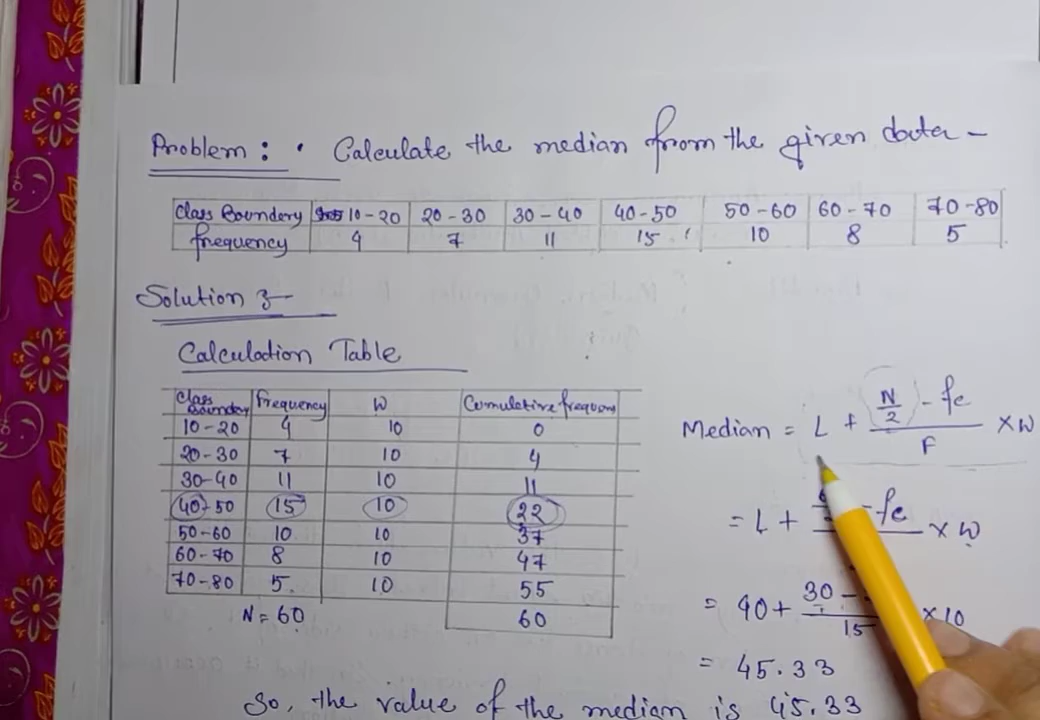 Problem: • Calculate the median from the given data -
Class Boundery 10-20 20-30 30-40 40-50 50-60 60-70 70-80
frequency 4 7 11 15 10 8 5
Solution :-
Calculation Table
Class Boundery Frequency W Comulative frequen
10-20 4 10 0
20-30 7 10 4
30-40 11 10 11
40-50 15 10 22
50-60 10 10 37
60-70 8 10 47
70-80 5 10 55
N = 60 60
Median = L + (N/2) - fc / F × W
= L + - fc × W
= 40 + 30 - / 15 × 10
= 45.33
So, the value of the median is 45.33